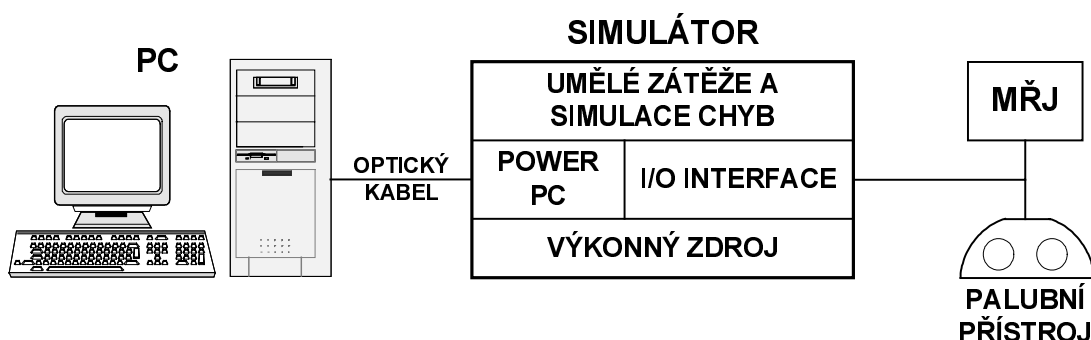 PC
OPTICKÝ
KABEL
SIMULÁTOR
UMĚLÉ ZÁTĚŽE A
SIMULACE CHYB
POWER
PC
I/O INTERFACE
VÝKONNÝ ZDROJ
MŘJ
PALUBNÍ
PŘÍSTROJ